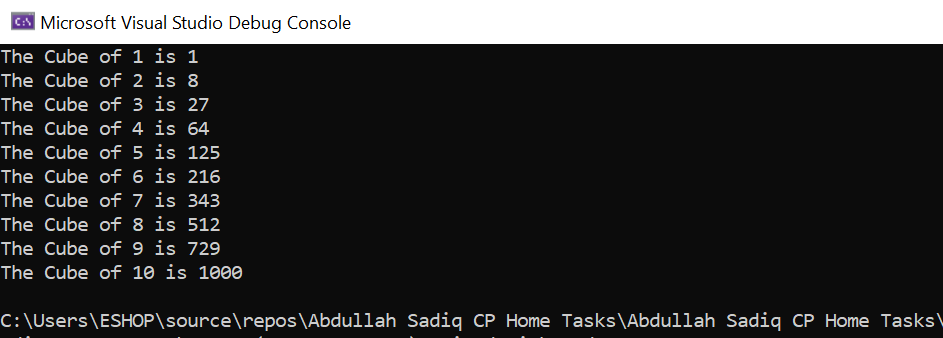 Microsoft Visual Studio Debug Console
The Cube of 1 is 1
The Cube of 2 is 8
The Cube of 3 is 27
The Cube of 4 is 64
The Cube of 5 is 125
The Cube of 6 is 216
The Cube of 7 is 343
The Cube of 8 is 512
The Cube of 9 is 729
The Cube of 10 is 1000
C:\Users\ESHOP\source\repos\Abdullah Sadiq CP Home Tasks\Abdullah Sadiq CP Home Tasks\